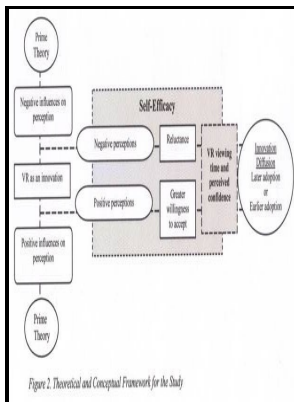 Prime
Theory
Negative influences on
perception
VR as an innovation
Positive influences on
perception
Prime
Theory
Self-Efficacy
Negative perceptions
Reluctance
Positive perceptions
Greater
willingness
to accept
VR viewing
time and
perceived
confidence
Innovation
Diffusion
Later adoption
or
Earlier adoption
Figure 2. Theoretical and Conceptual Framework for the Study